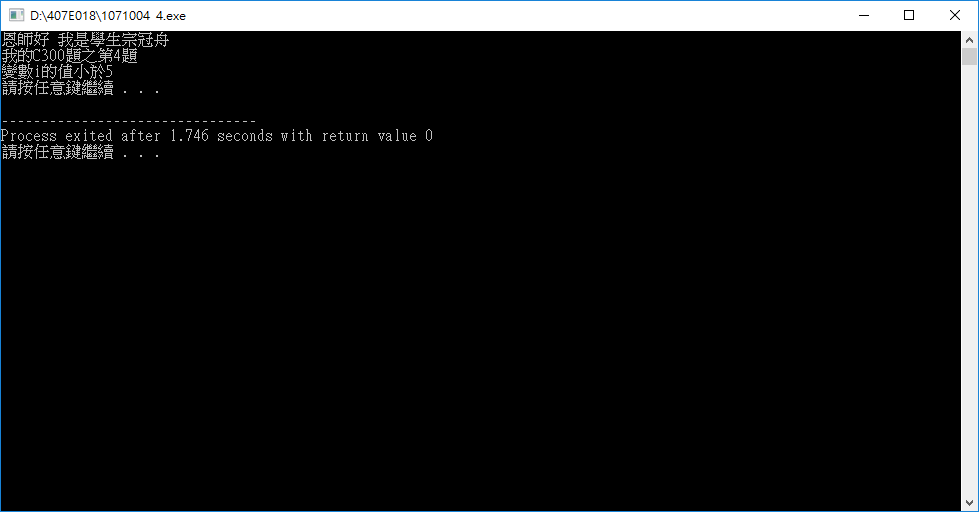 D:\407E018\1071004 4.exe
恩師好 我是學生宗冠舟
我的C300題之第4題
變數i的值小於5
請按任意鍵繼續 . . .
--------------------------------
Process exited after 1.746 seconds with return value 0
請按任意鍵繼續 . . .